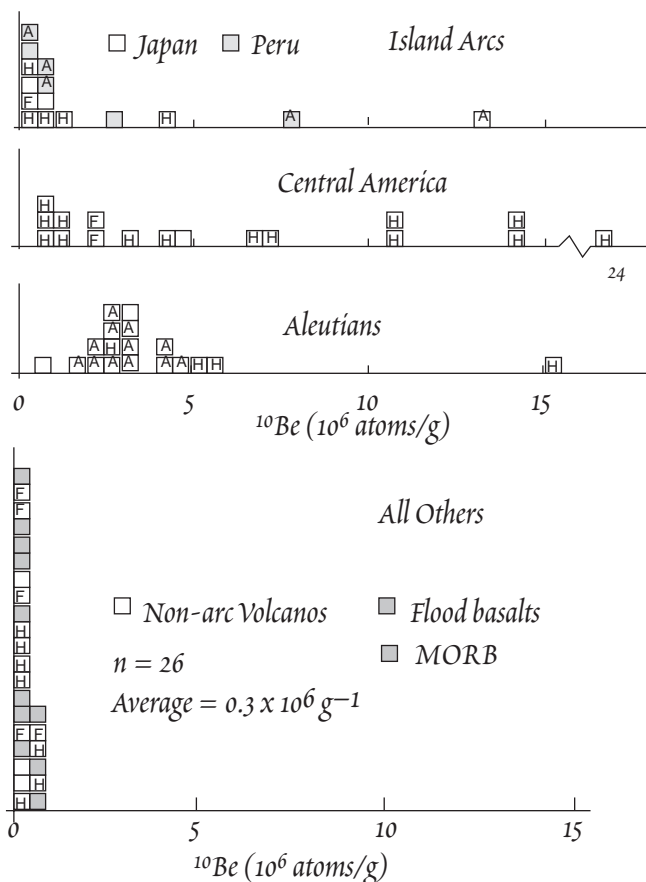 A
Japan Peru Island Arcs
H A
A
F
H H H H A A
Central America
H
H H F H H
H H F H H H H H H H
24
A
A A Aleutians
A H A A
A A A A A A H H H
0 5 10 15
10Be (10⁶ atoms/g)
F
F
All Others
F
Non-arc Volcanos Flood basalts
H
H
MORB
H
n = 26
H
Average = 0.3 x 10⁶ g–1
F F
H
H
H
0 5 10 15
¹⁰Be (10⁶ atoms/g)